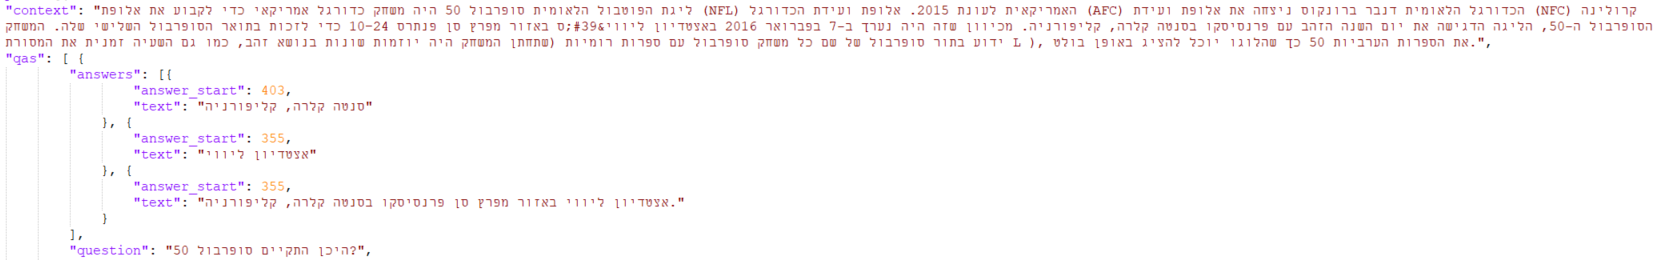 "context": "ליגת הפוטבול הלאומית סופרבול 50 היה משחק כדורגל אמריקאי כדי לקבוע את אלופת (NFL) האמריקאית לעונת 2015. אלופת ועידת הכדורגל (AFC) הכדורגל הלאומית דנבר ברונקוס ניצחה את אלופת ועידת (NFC) קרולינה
הסופרבול ה-50, הליגה הדגישה את יום השנה הזהב עם פרנסיסקו בסנטה קלרה, קליפורניה. מכיוון שזה היה נערך ב-7 בפברואר 2016 באצטדיון ליווי&#39;ס באזור מפרץ סן פנתרס 10-24 כדי לזכות בתואר הסופרבול השלישי שלה. המשחק
ידוע בתור סופרבול של שם כל משחק סופרבול עם ספרות רומיות (שתחתן המשחק היה יוזמות שונות בנושא זהב, כמו גם השעיה זמנית את המסורת L ), את הספרות הערביות 50 כך שהלוגו יוכל להציג באופן בולט.",
"qas": [ {
"answers": [{
"answer_start": 403,
"text": "סנטה קלרה, קליפורניה"
}, {
"answer_start": 355,
"text": "אצטדיון ליווי"
}, {
"answer_start": 355,
"text": "אצטדיון ליווי באזור מפרץ סן פרנסיסקו בסנטה קלרה, קליפורניה."
}
],
"question": "היכן התקיים סופרבול 50?",